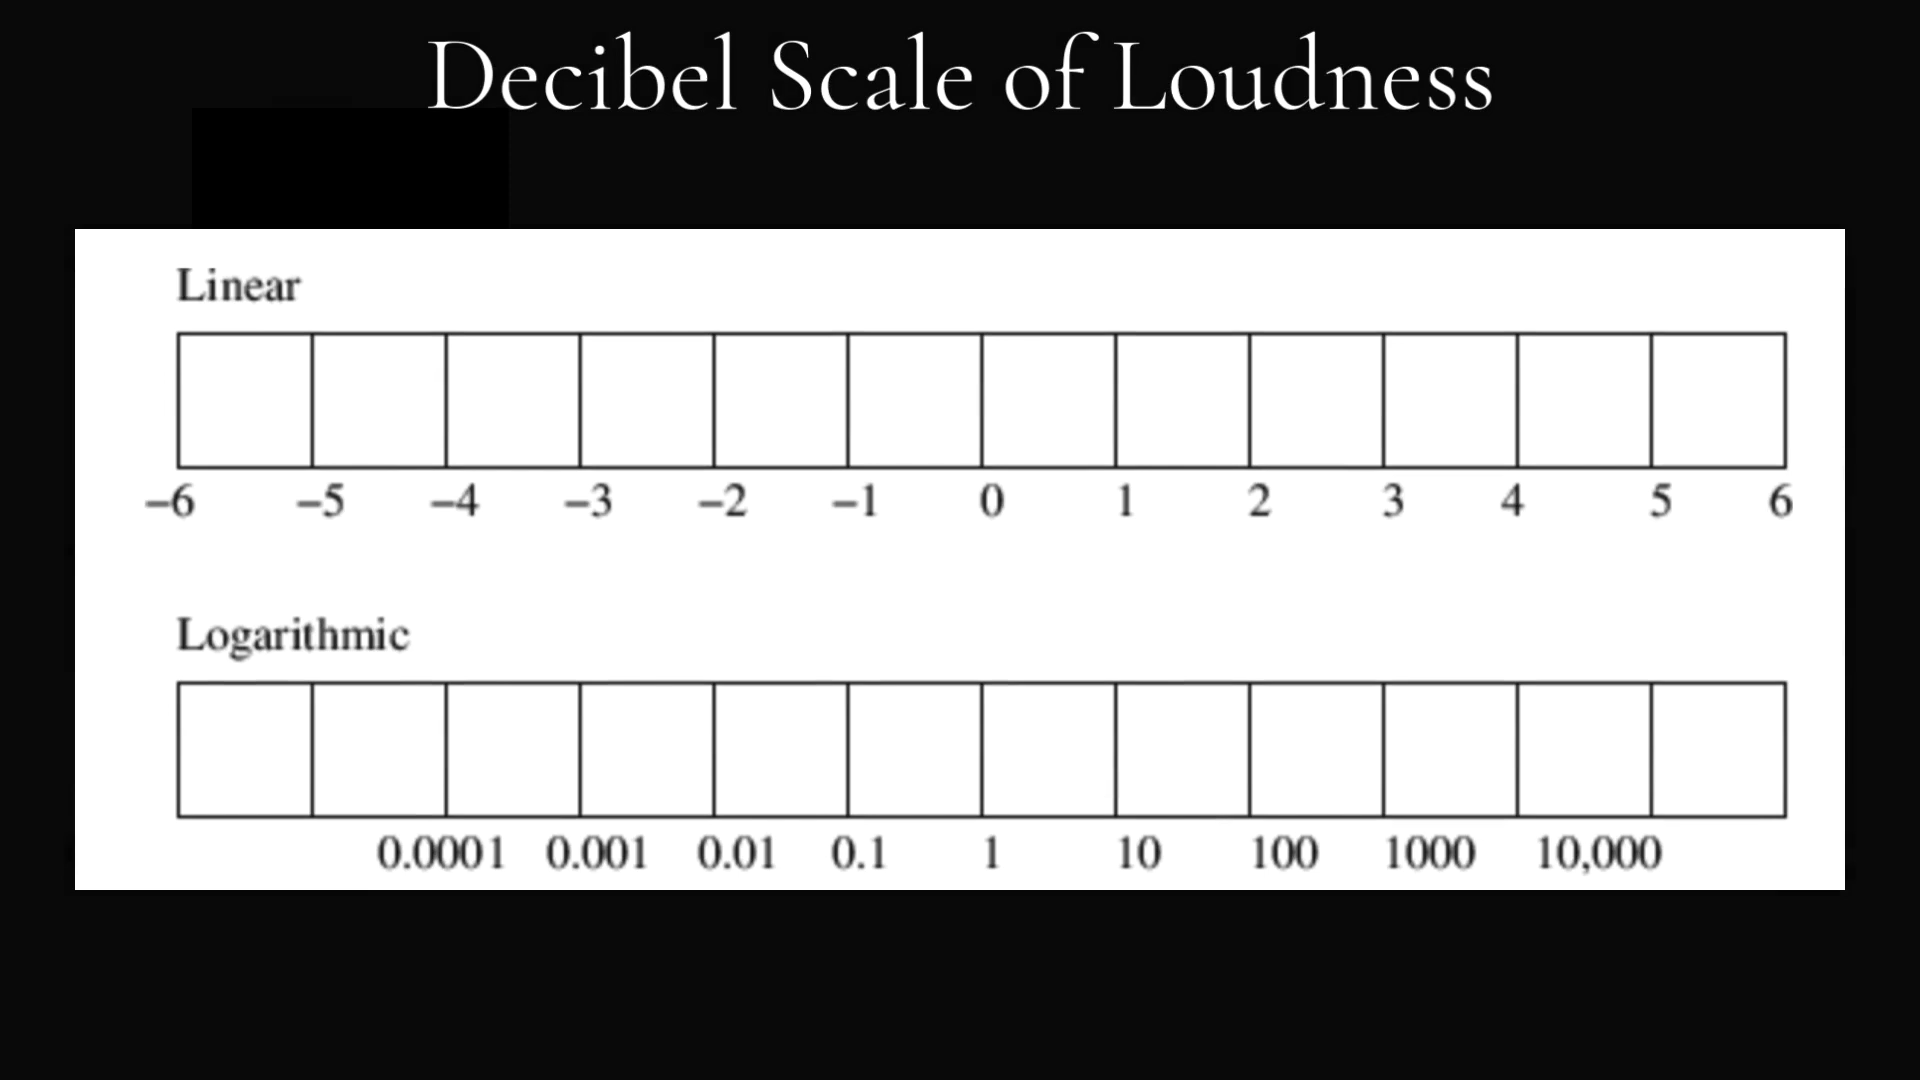 Decibel Scale of Loudness
Linear
–6 –5 –4 –3 –2 –1 0 1 2 3 4 5 6
Logarithmic
0.0001 0.001 0.01 0.1 1 10 100 1000 10,000